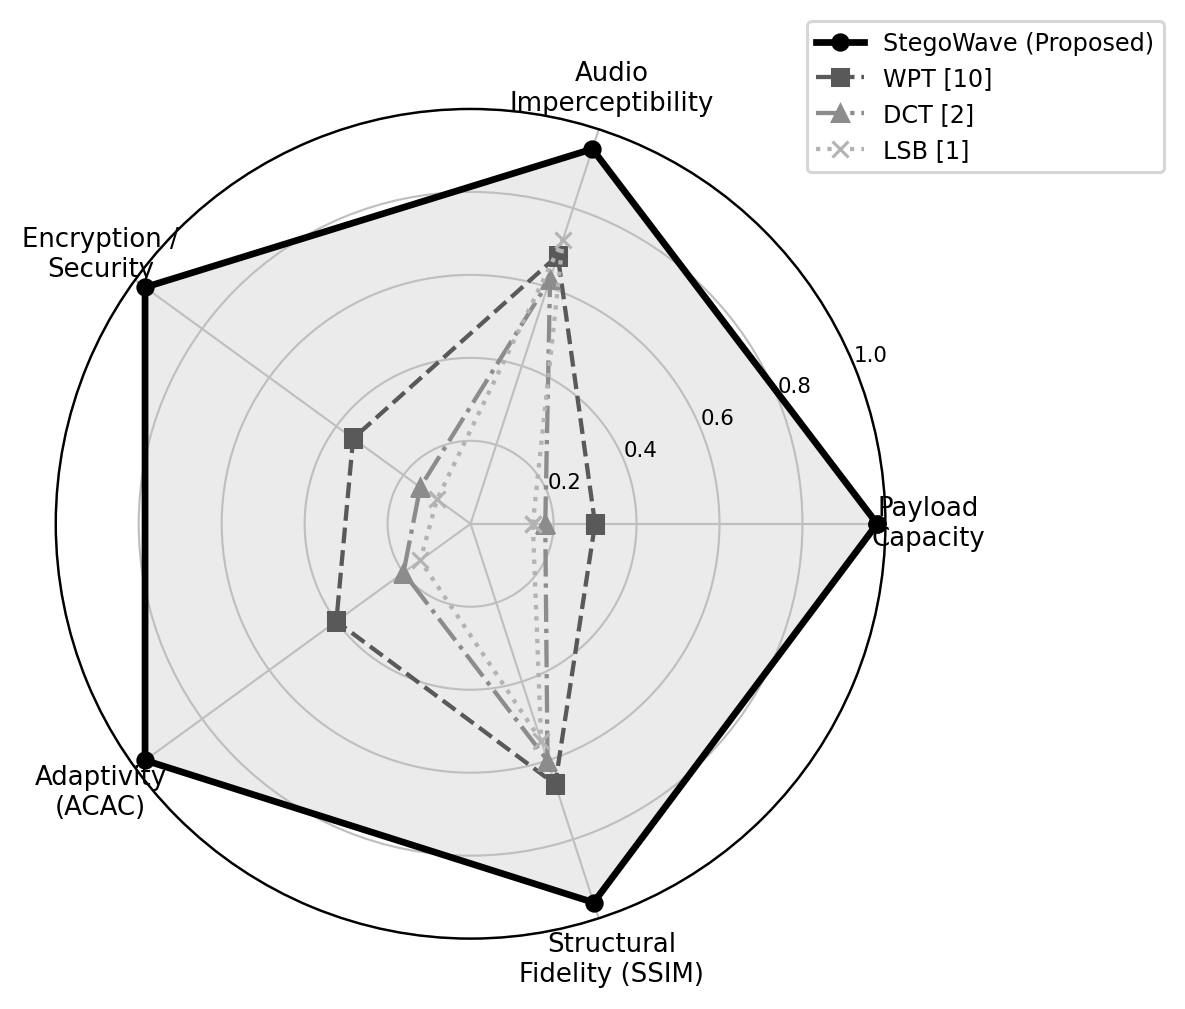 StegoWave (Proposed)
WPT [10]
DCT [2]
LSB [1]
Audio
Imperceptibility
Encryption /
Security
1.0
0.8
0.6
0.4
0.2
Payload
Capacity
Adaptivity
(ACAC)
Structural
Fidelity (SSIM)